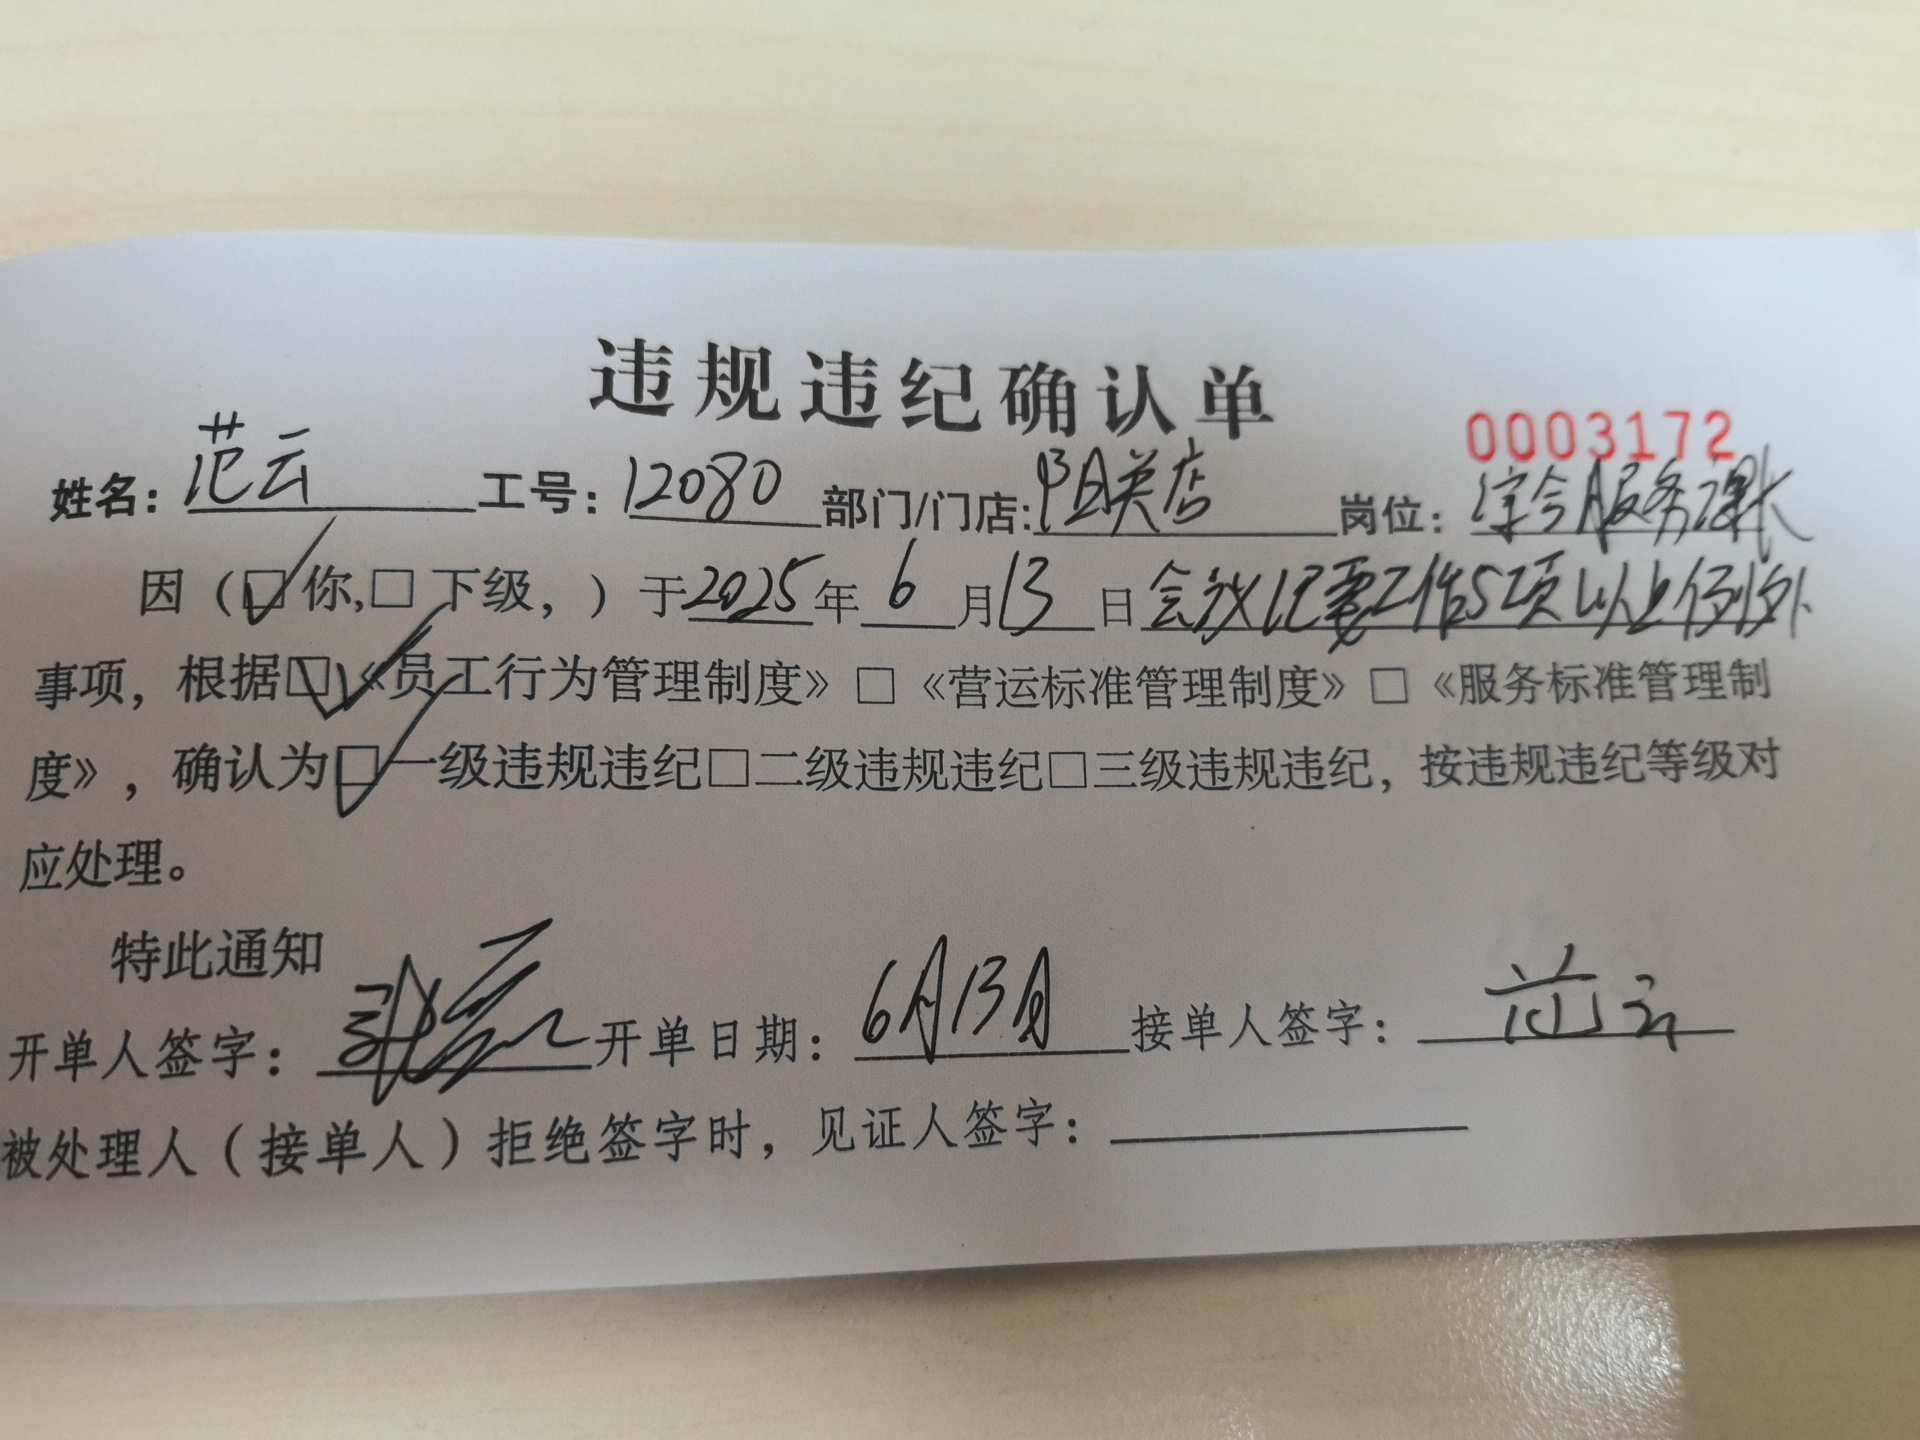 违规违纪确认单
0003172
姓名：范云 工号：12080 部门/门店：阳关店 岗位：综合服务课长
因（☑你，□下级，）于2025年6月13日会议纪要工作5项以上例外
事项，根据☑《员工行为管理制度》□《营运标准管理制度》□《服务标准管理制
度》，确认为☑一级违规违纪□二级违规违纪□三级违规违纪，按违规违纪等级对
应处理。
特此通知
开单人签字： 开单日期：6月13日 接单人签字：范云
被处理人（接单人）拒绝签字时，见证人签字：